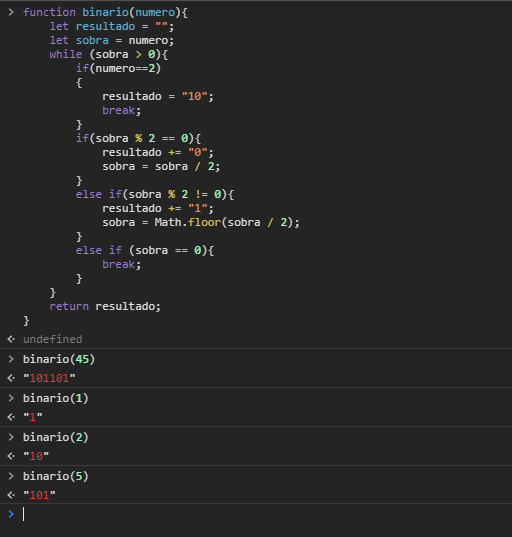 > function binario(numero){
    let resultado = "";
    let sobra = numero;
    while (sobra > 0){
        if(numero==2)
        {
            resultado = "10";
            break;
        }
        if(sobra % 2 == 0){
            resultado += "0";
            sobra = sobra / 2;
        }
        else if(sobra % 2 != 0){
            resultado += "1";
            sobra = Math.floor(sobra / 2);
        }
        else if (sobra == 0){
            break;
        }
    }
    return resultado;
}
undefined
> binario(45)
"101101"
> binario(1)
"1"
> binario(2)
"10"
> binario(5)
"101"
>